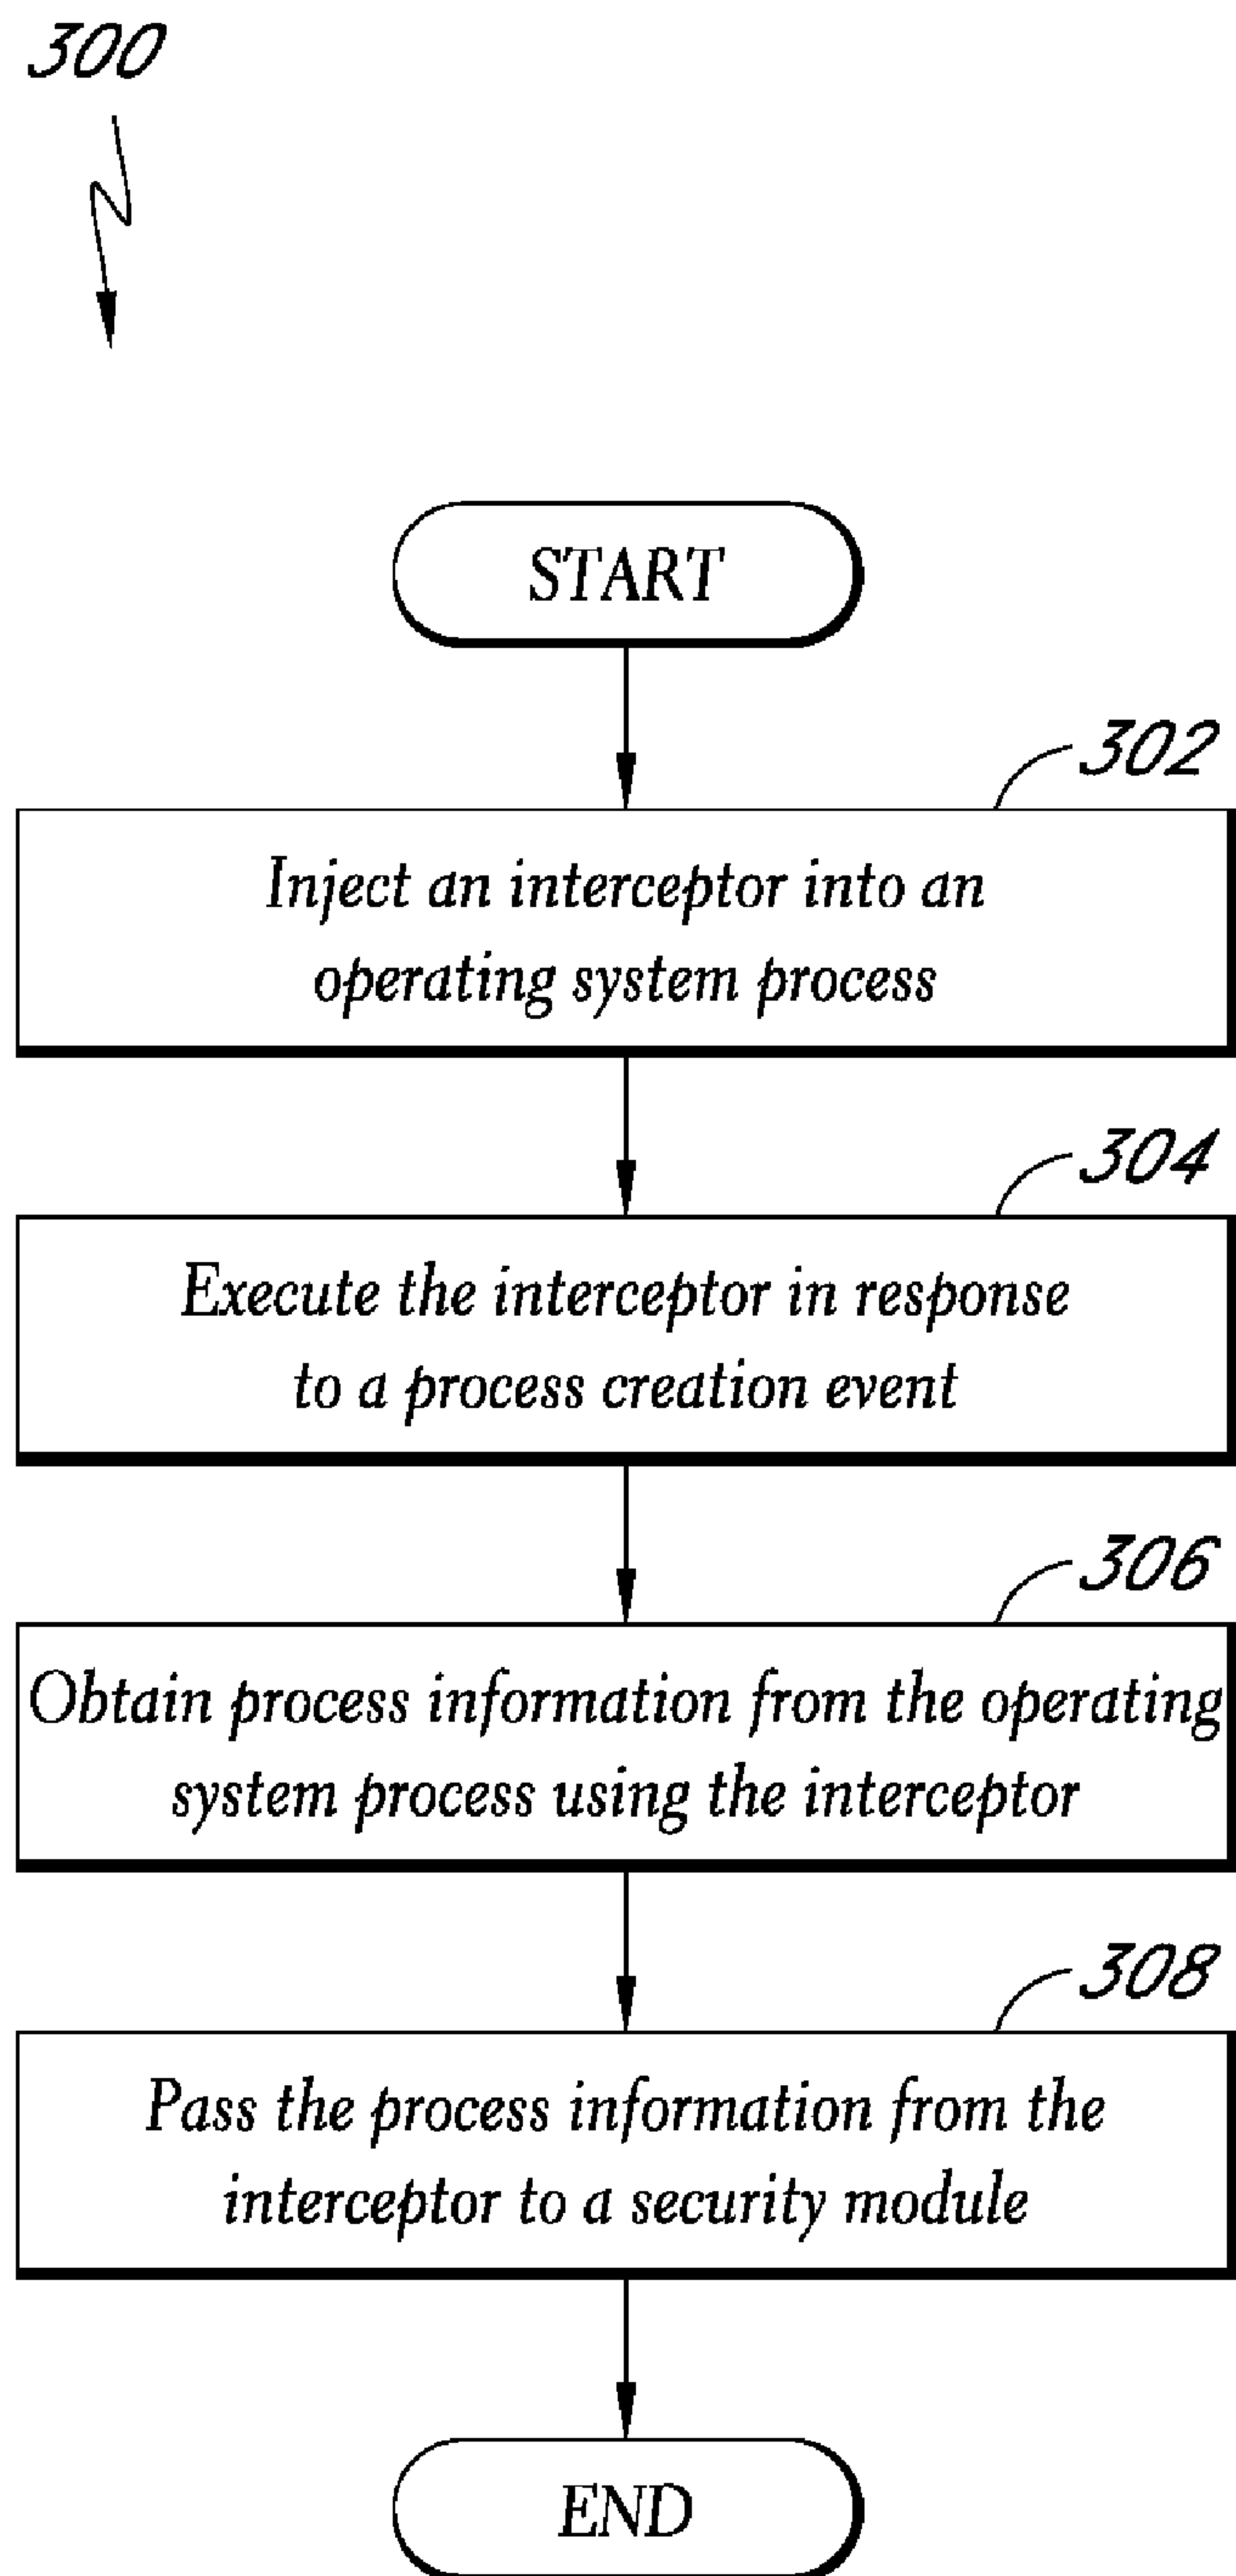 300
START
302
Inject an interceptor into an
operating system process
304
Execute the interceptor in response
to a process creation event
306
Obtain process information from the operating
system process using the interceptor
308
Pass the process information from the
interceptor to a security module
END